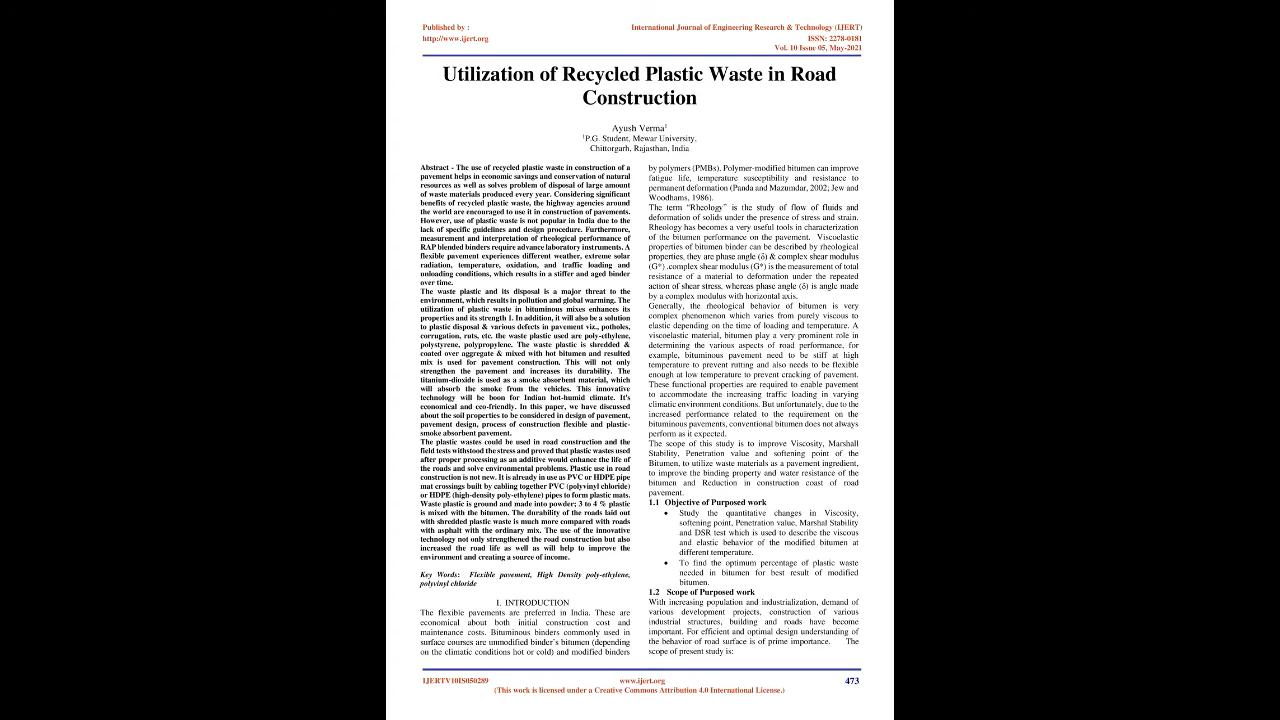 Published by :
http://www.ijert.org
International Journal of Engineering Research & Technology (IJERT)
ISSN: 2278-0181
Vol. 10 Issue 05, May-2021
Utilization of Recycled Plastic Waste in Road
Construction
Ayush Verma1
1P.G. Student, Mewar University,
Chittorgarh, Rajasthan, India
Abstract - The use of recycled plastic waste in construction of a
pavement helps in economic savings and conservation of natural
resources as well as solves problem of disposal of large amount
of waste materials produced every year. Considering significant
benefits of recycled plastic waste, the highway agencies around
the world are encouraged to use it in construction of pavements.
However, use of plastic waste is not popular in India due to the
lack of specific guidelines and design procedure. Furthermore,
measurement and interpretation of rheological performance of
RAP blended binders require advance laboratory instruments. A
flexible pavement experiences different weather, extreme solar
radiation, temperature, oxidation, and traffic loading and
unloading conditions, which results in a stiffer and aged binder
over time.
The waste plastic and its disposal is a major threat to the
environment, which results in pollution and global warming. The
utilization of plastic waste in bituminous mixes enhances its
properties and its strength 1. In addition, it will also be a solution
to plastic disposal & various defects in pavement viz., potholes,
corrugation, ruts, etc. the waste plastic used are poly-ethylene,
polystyrene, polypropylene. The waste plastic is shredded &
coated over aggregate & mixed with hot bitumen and resulted
mix is used for pavement construction. This will not only
strengthen the pavement and increases its durability. The
titanium-dioxide is used as a smoke absorbent material, which
will absorb the smoke from the vehicles. This innovative
technology will be boon for Indian hot-humid climate. It's
economical and eco-friendly. In this paper, we have discussed
about the soil properties to be considered in design of pavement,
pavement design, process of construction flexible and plastic-
smoke absorbent pavement.
The plastic wastes could be used in road construction and the
field tests withstood the stress and proved that plastic wastes used
after proper processing as an additive would enhance the life of
the roads and solve environmental problems. Plastic use in road
construction is not new. It is already in use as PVC or HDPE pipe
mat crossings built by cabling together PVC (polyvinyl chloride)
or HDPE (high-density poly-ethylene) pipes to form plastic mats.
Waste plastic is ground and made into powder; 3 to 4 % plastic
is mixed with the bitumen. The durability of the roads laid out
with shredded plastic waste is much more compared with roads
with asphalt with the ordinary mix. The use of the innovative
technology not only strengthened the road construction but also
increased the road life as well as will help to improve the
environment and creating a source of income.
Key Words: Flexible pavement, High Density poly-ethylene,
polyvinyl chloride
I. INTRODUCTION
The flexible pavements are preferred in India. These are
economical about both initial construction cost and
maintenance costs. Bituminous binders commonly used in
surface courses are unmodified binder's bitumen (depending
on the climatic conditions hot or cold) and modified binders
by polymers (PMBs). Polymer-modified bitumen can improve
fatigue life, temperature susceptibility and resistance to
permanent deformation (Panda and Mazumdar, 2002; Jew and
Woodhams, 1986).
The term “Rheology” is the study of flow of fluids and
deformation of solids under the presence of stress and strain.
Rheology has becomes a very useful tools in characterization
of the bitumen performance on the pavement. Viscoelastic
properties of bitumen binder can be described by rheological
properties, they are phase angle (δ) & complex shear modulus
(G*) .complex shear modulus (G*) is the measurement of total
resistance of a material to deformation under the repeated
action of shear stress, whereas phase angle (δ) is angle made
by a complex modulus with horizontal axis.
Generally, the rheological behavior of bitumen is very
complex phenomenon which varies from purely viscous to
elastic depending on the time of loading and temperature. A
viscoelastic material, bitumen play a very prominent role in
determining the various aspects of road performance, for
example, bituminous pavement need to be stiff at high
temperature to prevent rutting and also needs to be flexible
enough at low temperature to prevent cracking of pavement.
These functional properties are required to enable pavement
to accommodate the increasing traffic loading in varying
climatic environment conditions. But unfortunately, due to the
increased performance related to the requirement on the
bituminous pavements, conventional bitumen does not always
perform as it expected.
The scope of this study is to improve Viscosity, Marshall
Stability, Penetration value and softening point of the
Bitumen, to utilize waste materials as a pavement ingredient,
to improve the binding property and water resistance of the
bitumen and Reduction in construction coast of road
pavement.
1.1 Objective of Purposed work
• Study the quantitative changes in Viscosity,
softening point, Penetration value, Marshal Stability
and DSR test which is used to describe the viscous
and elastic behavior of the modified bitumen at
different temperature.
• To find the optimum percentage of plastic waste
needed in bitumen for best result of modified
bitumen.
1.2 Scope of Purposed work
With increasing population and industrialization, demand of
various development projects, construction of various
industrial structures, building and roads have become
important. For efficient and optimal design understanding of
the behavior of road surface is of prime importance. The
scope of present study is:
IJERTV10IS050289
www.ijert.org
473
(This work is licensed under a Creative Commons Attribution 4.0 International License.)